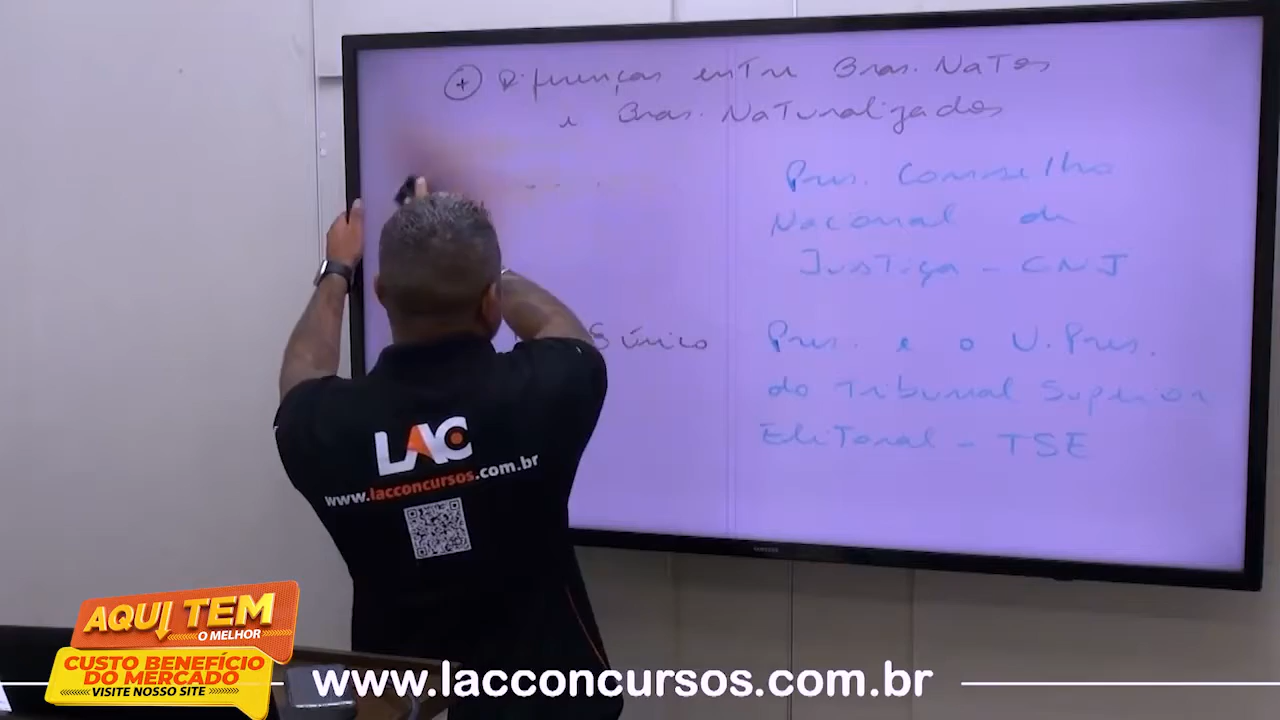 + Diferenças entre Bras. Natos
e Bras. Naturalizados
Pres. Conselho
Nacional de
Justiça - CNJ
§ único
Pres. e o V. Pres.
do Tribunal Superior
Eleitoral - TSE
LAC
www.lacconcursos.com.br
AQUI TEM
O MELHOR
CUSTO BENEFÍCIO
DO MERCADO
VISITE NOSSO SITE
www.lacconcursos.com.br
SAMSUNG